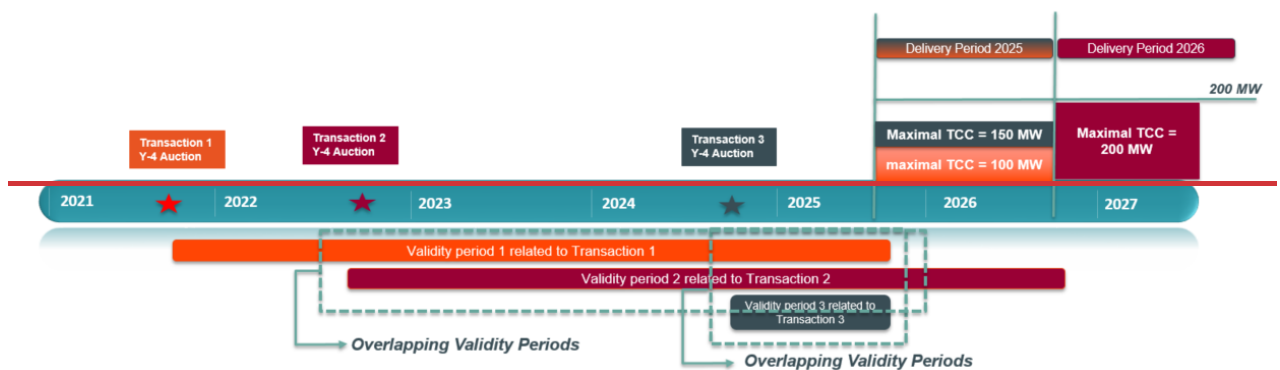 Delivery Period 2025
Delivery Period 2026
200 MW
Transaction 1
Y-4 Auction
Transaction 2
Y-4 Auction
Transaction 3
Y-4 Auction
Maximal TCC = 150 MW
maximal TCC = 100 MW
Maximal TCC =
200 MW
2021
2022
2023
2024
2025
2026
2027
Validity period 1 related to Transaction 1
Validity period 2 related to Transaction 2
Validity period 3 related to
Transaction 3
Overlapping Validity Periods
Overlapping Validity Periods